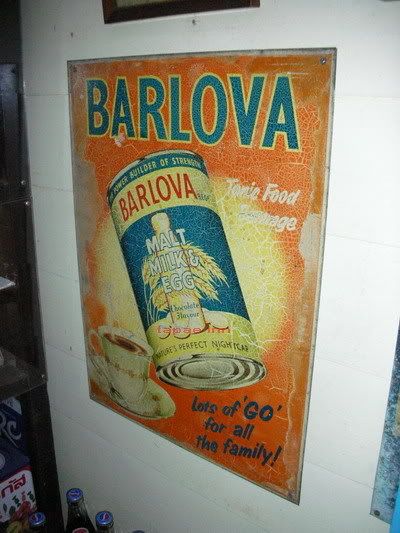 BARLOVA
Tonic Food
Beverage
POWER BUILDER OF STRENGTH
BARLOVA
MALT
MILK &
EGG
Chocolate
Flavour
NATURE'S PERFECT NIGHTCAP
Lots of 'GO'
for all
the family!